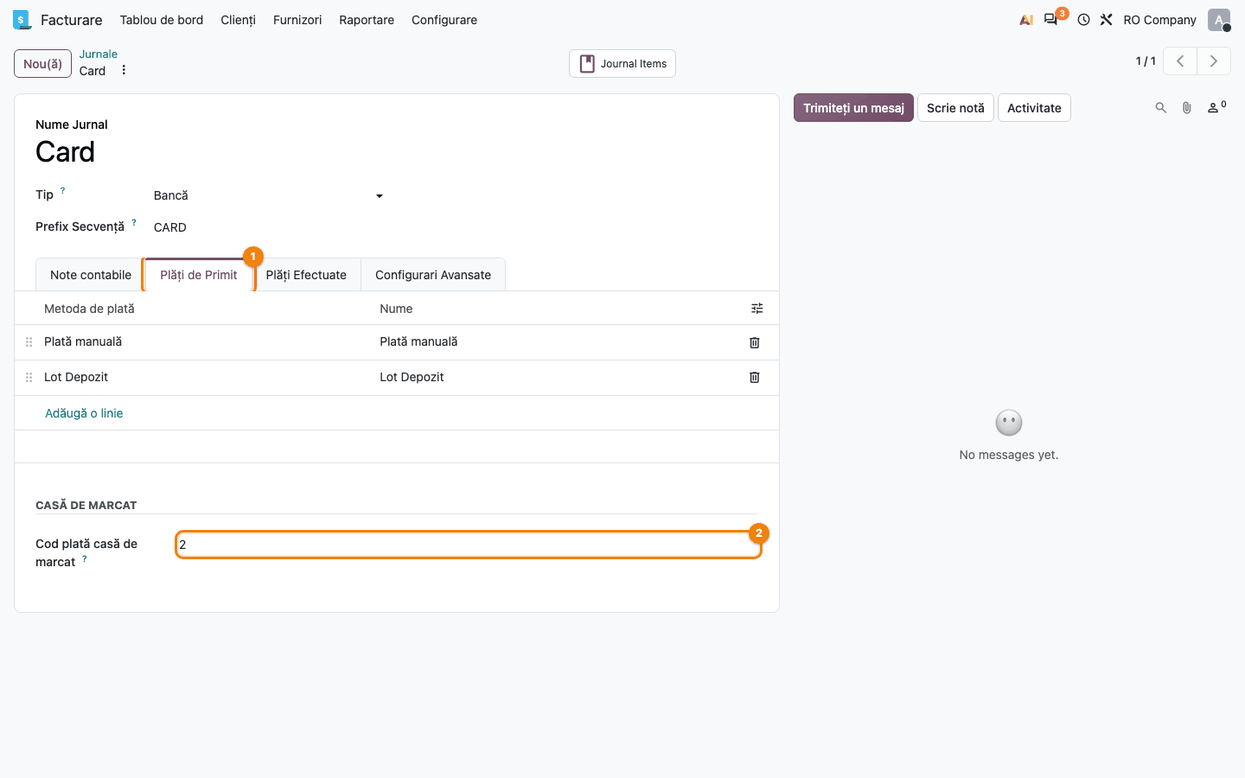 Facturare Tablou de bord Clienți Furnizori Raportare Configurare AI 3 RO Company A
Nou(ă) Jurnale Journal Items 1 / 1
Card
Trimiteți un mesaj Scrie notă Activitate 0
Nume Jurnal
Card
Tip ? Bancă
Prefix Secvență ? CARD
1
Note contabile Plăți de Primit Plăți Efectuate Configurari Avansate
Metoda de plată Nume
Plată manuală Plată manuală
Lot Depozit Lot Depozit
Adăugă o linie
No messages yet.
CASĂ DE MARCAT
2
Cod plată casă de 2
marcat ?